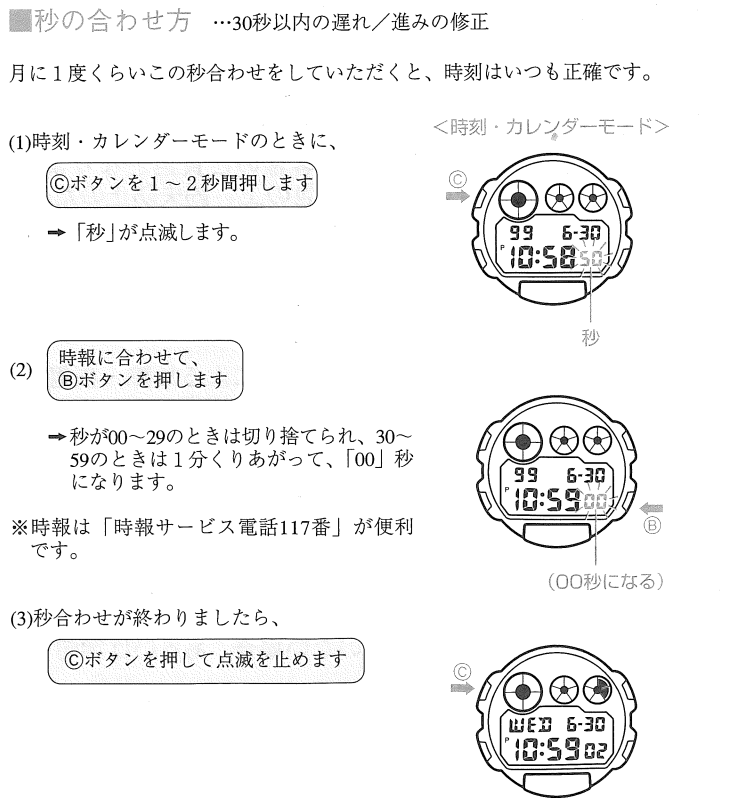 ■秒の合わせ方 …30秒以内の遅れ／進みの修正
月に１度くらいこの秒合わせをしていただくと、時刻はいつも正確です。
(1)時刻・カレンダーモードのときに、
Ⓒボタンを１～２秒間押します
➡「秒」が点滅します。
＜時刻・カレンダーモード＞
Ⓒ
99 6-30
P 10:58 50
秒
(2) 時報に合わせて、
Ⓑボタンを押します
➡秒が00～29のときは切り捨てられ、30～
59のときは１分くりあがって、「00」秒
になります。
※時報は「時報サービス電話117番」が便利
です。
99 6-30
P 10:59 00
Ⓑ
(00秒になる)
(3)秒合わせが終わりましたら、
Ⓒボタンを押して点滅を止めます
Ⓒ
WED 6-30
P 10:59 02